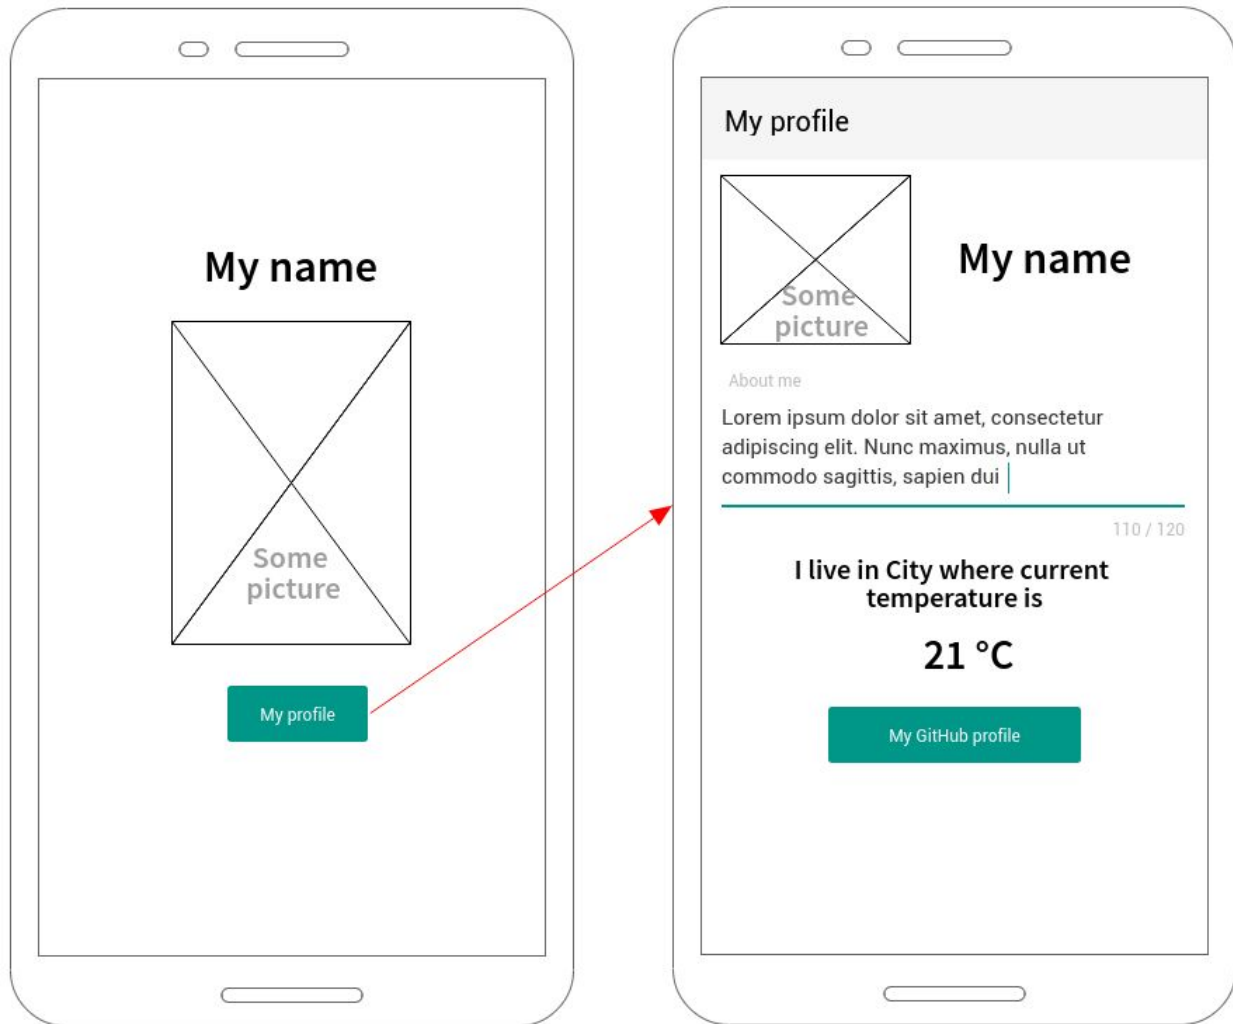 My name
Some
picture
My profile
My profile
Some
picture
My name
About me
Lorem ipsum dolor sit amet, consectetur
adipiscing elit. Nunc maximus, nulla ut
commodo sagittis, sapien dui
110 / 120
I live in City where current
temperature is
21 °C
My GitHub profile